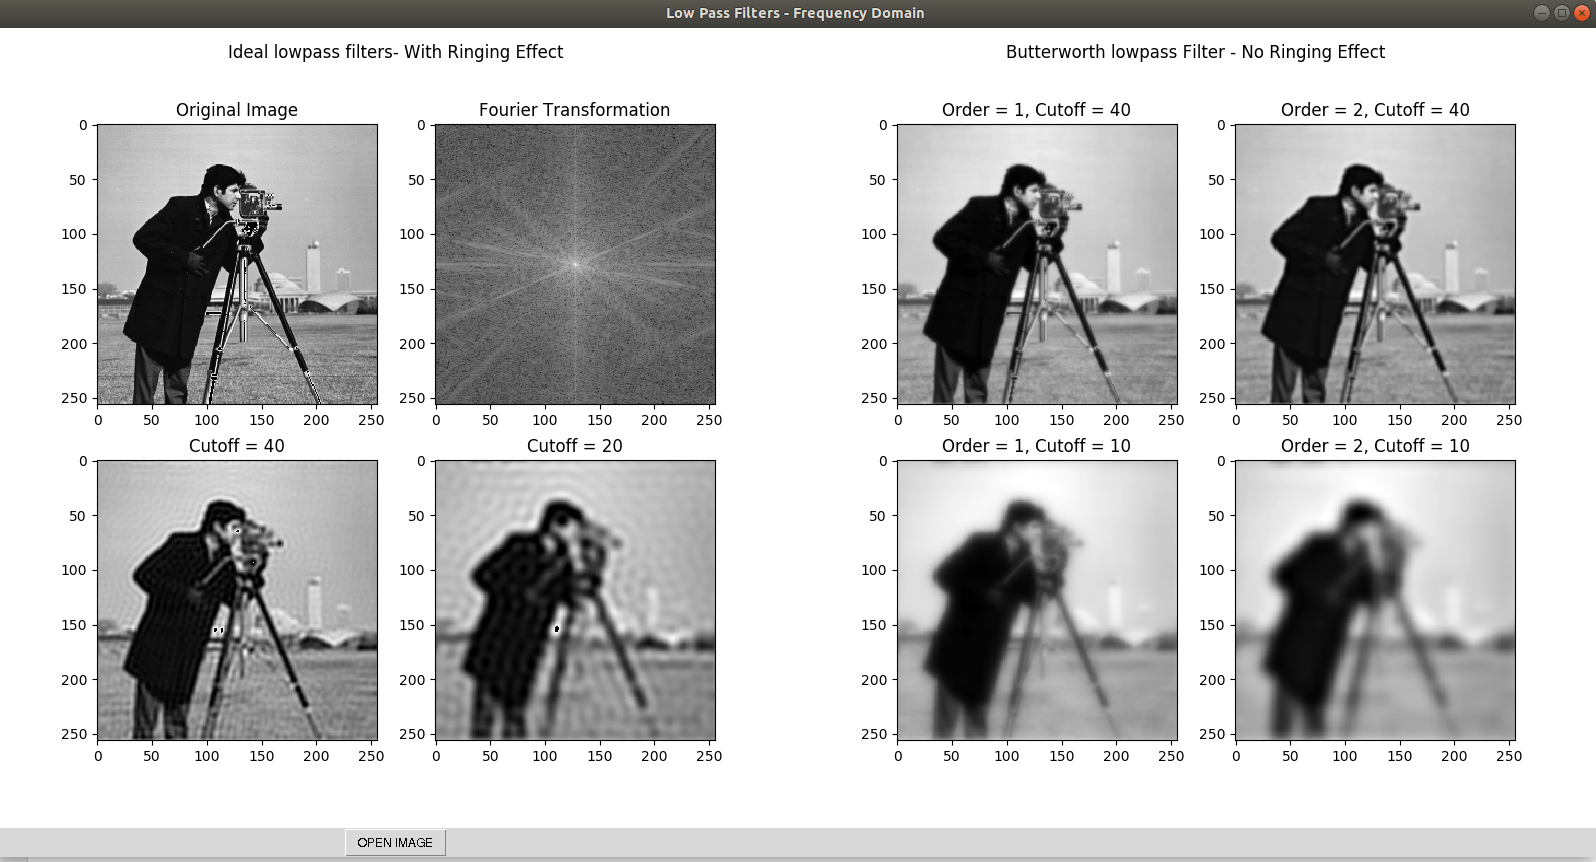 Low Pass Filters - Frequency Domain
Ideal lowpass filters- With Ringing Effect
Butterworth lowpass Filter - No Ringing Effect
Original Image
0
50
100
150
200
250
0 50 100 150 200 250
Fourier Transformation
0
50
100
150
200
250
0 50 100 150 200 250
Order = 1, Cutoff = 40
0
50
100
150
200
250
0 50 100 150 200 250
Order = 2, Cutoff = 40
0
50
100
150
200
250
0 50 100 150 200 250
Cutoff = 40
0
50
100
150
200
250
0 50 100 150 200 250
Cutoff = 20
0
50
100
150
200
250
0 50 100 150 200 250
Order = 1, Cutoff = 10
0
50
100
150
200
250
0 50 100 150 200 250
Order = 2, Cutoff = 10
0
50
100
150
200
250
0 50 100 150 200 250
OPEN IMAGE